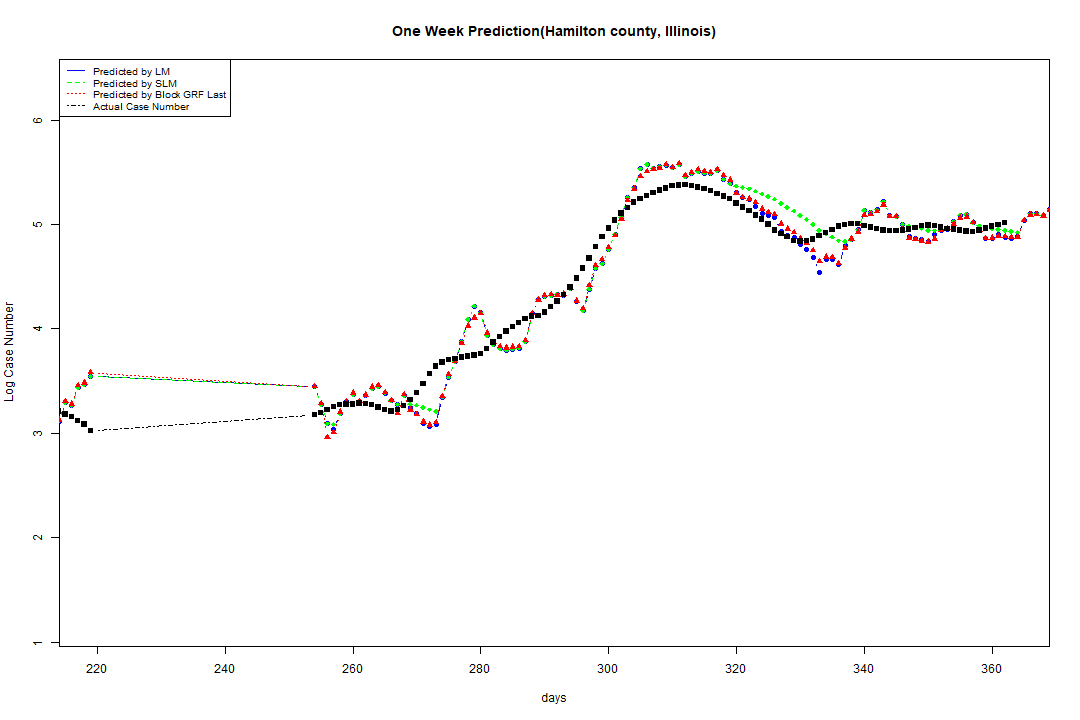 One Week Prediction(Hamilton county, Illinois)
Predicted by LM
Predicted by SLM
Predicted by Block GRF Last
Actual Case Number
Log Case Number
6
5
4
3
2
1
220 240 260 280 300 320 340 360
days